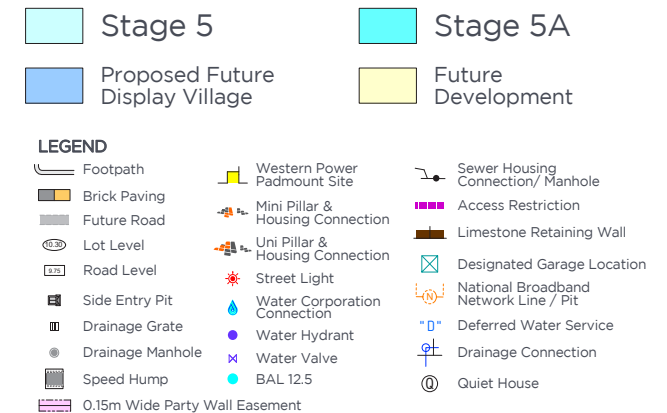 Stage 5
Stage 5A
Proposed Future
Display Village
Future
Development
LEGEND
Footpath
Brick Paving
Future Road
10.30
Lot Level
9.75
Road Level
Side Entry Pit
Drainage Grate
Drainage Manhole
Speed Hump
0.15m Wide Party Wall Easement
Western Power
Padmount Site
Mini Pillar &
Housing Connection
Uni Pillar &
Housing Connection
Street Light
Water Corporation
Connection
Water Hydrant
Water Valve
BAL 12.5
Sewer Housing
Connection/ Manhole
Access Restriction
Limestone Retaining Wall
Designated Garage Location
N
National Broadband
Network Line / Pit
"D"
Deferred Water Service
Drainage Connection
Q
Quiet House